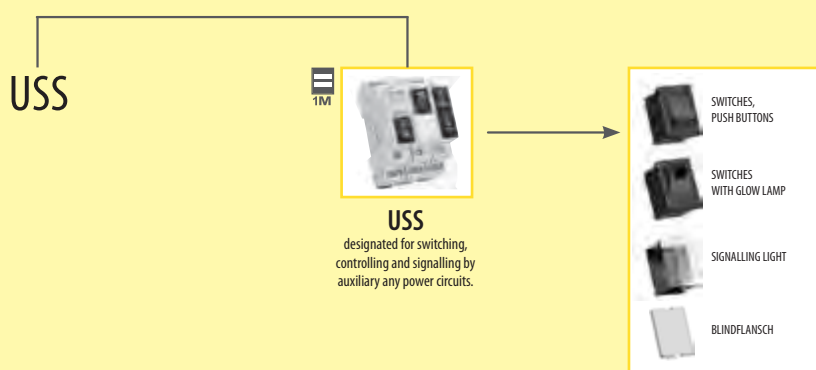 USS
1M
USS
designated for switching,
controlling and signalling by
auxiliary any power circuits.
SWITCHES,
PUSH BUTTONS
SWITCHES
WITH GLOW LAMP
SIGNALLING LIGHT
BLINDFLANSCH